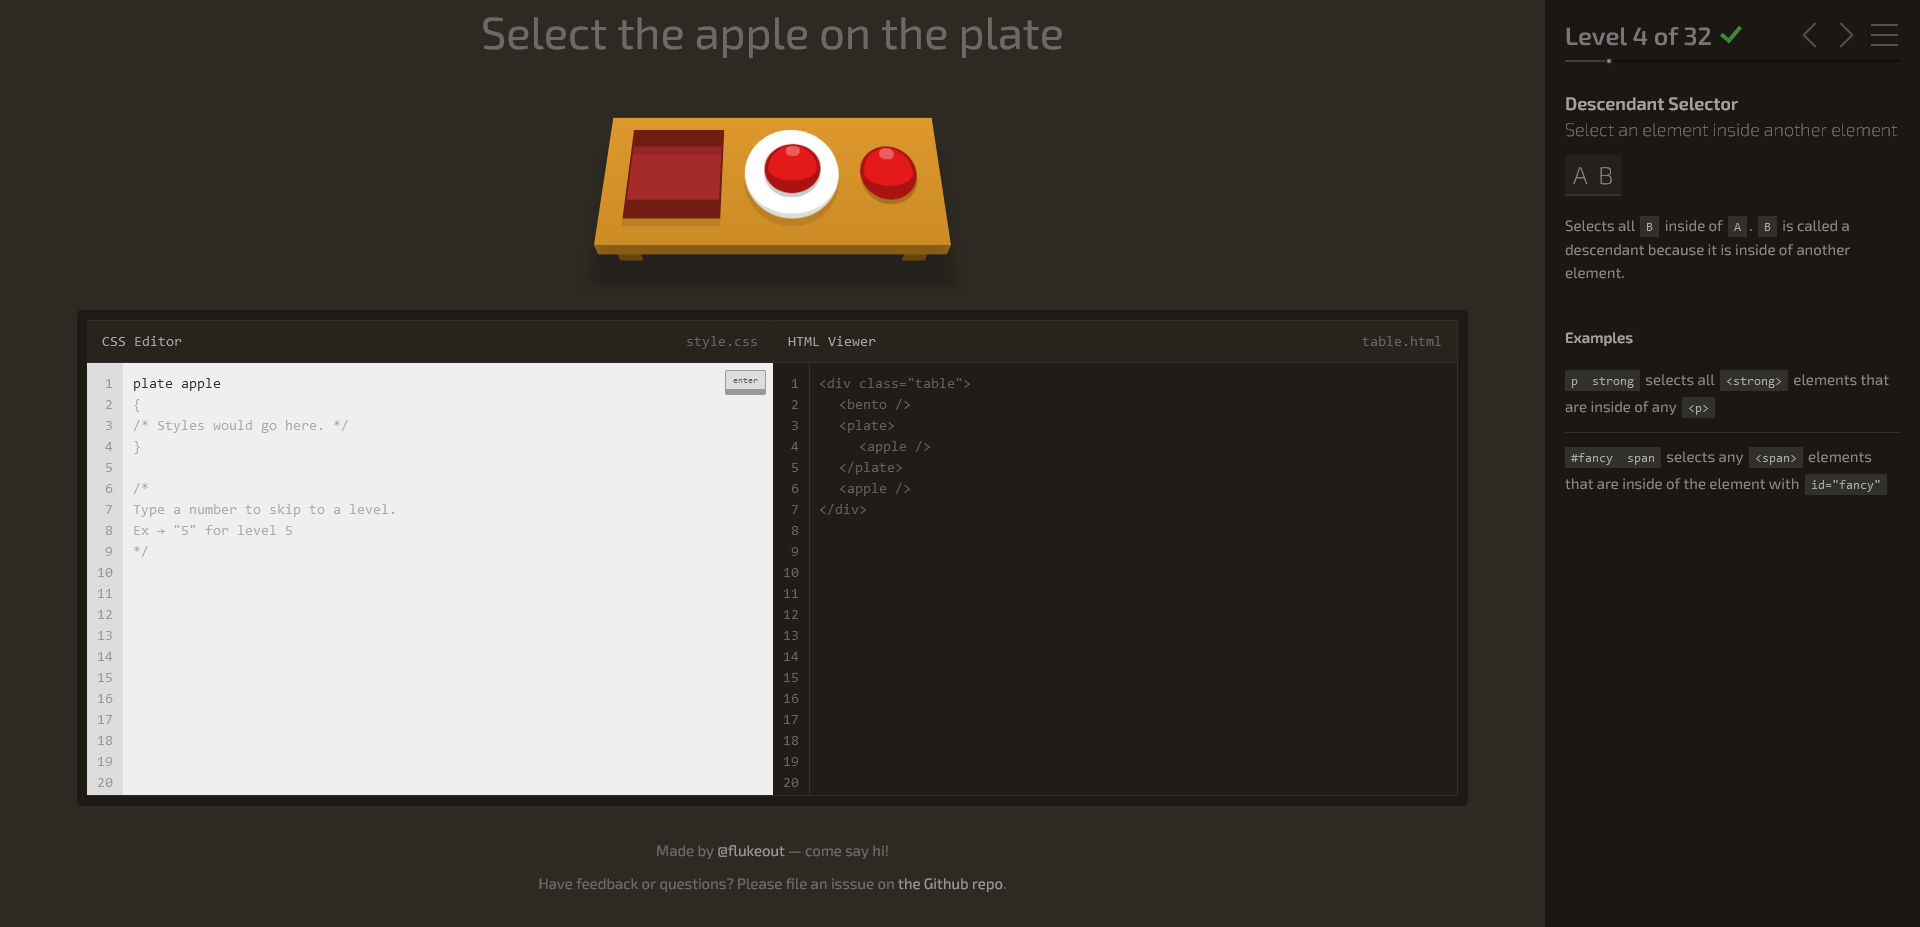 Select the apple on the plate
CSS Editor
style.css
1 plate apple
enter
2 {
3 /* Styles would go here. */
4 }
5
6 /*
7 Type a number to skip to a level.
8 Ex → "5" for level 5
9 */
10
11
12
13
14
15
16
17
18
19
20
HTML Viewer
table.html
1 <div class="table">
2 <bento />
3 <plate>
4 <apple />
5 </plate>
6 <apple />
7 </div>
8
9
10
11
12
13
14
15
16
17
18
19
20
Made by @flukeout — come say hi!
Have feedback or questions? Please file an isssue on the Github repo.
Level 4 of 32
Descendant Selector
Select an element inside another element
A B
Selects all B inside of A . B is called a
descendant because it is inside of another
element.
Examples
p strong selects all <strong> elements that
are inside of any <p>
#fancy span selects any <span> elements
that are inside of the element with id="fancy"